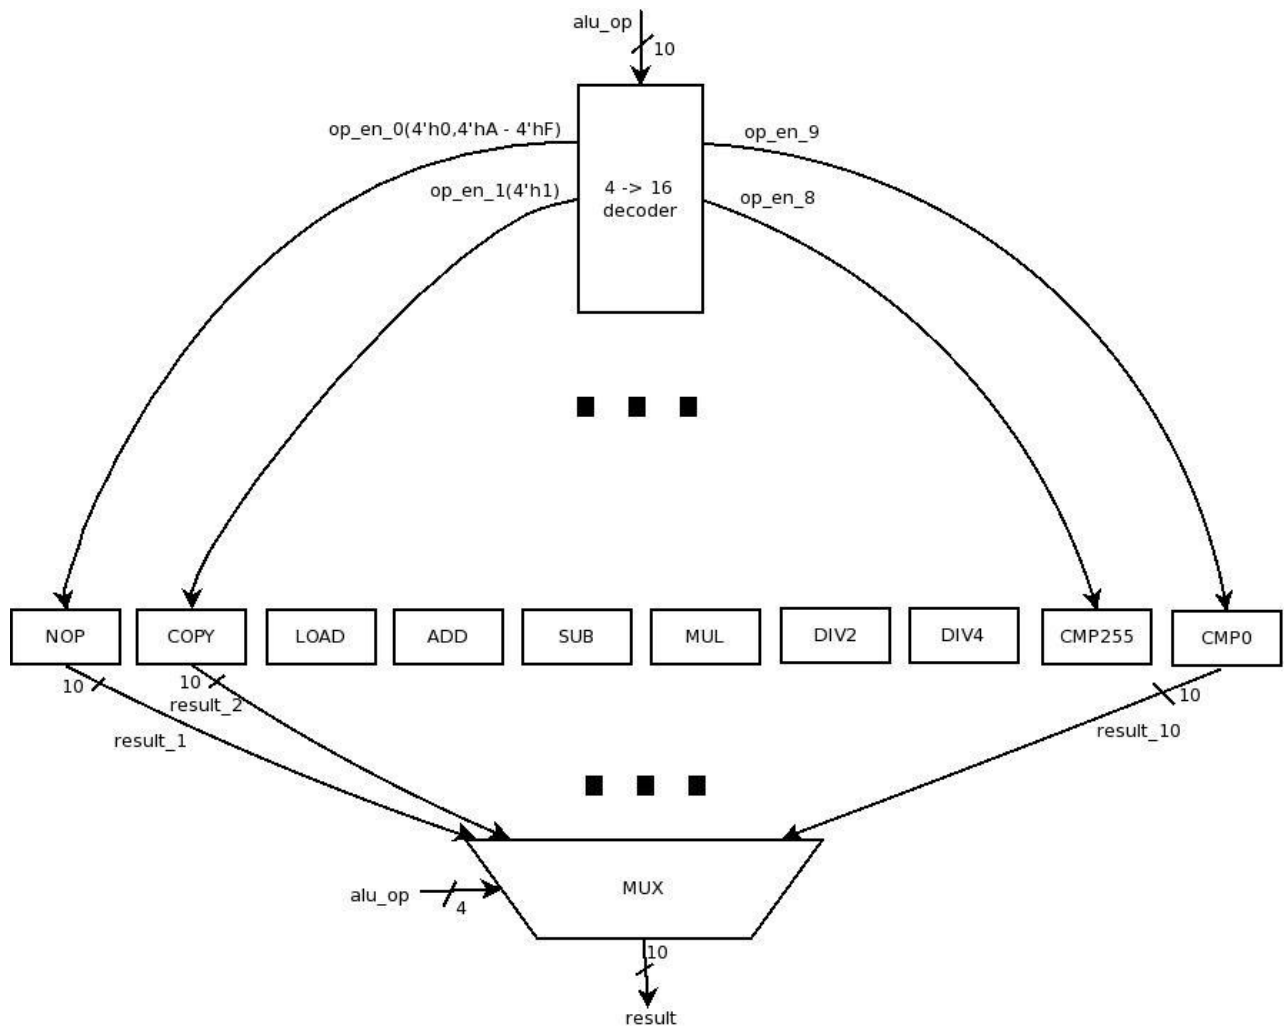 alu_op
10
op_en_0(4'h0,4'hA - 4'hF)
op_en_9
op_en_1(4'h1)
4 -> 16
decoder
op_en_8
NOP
COPY
LOAD
ADD
SUB
MUL
DIV2
DIV4
CMP255
CMP0
10
10
10
result_2
result_1
result_10
MUX
alu_op
4
10
result